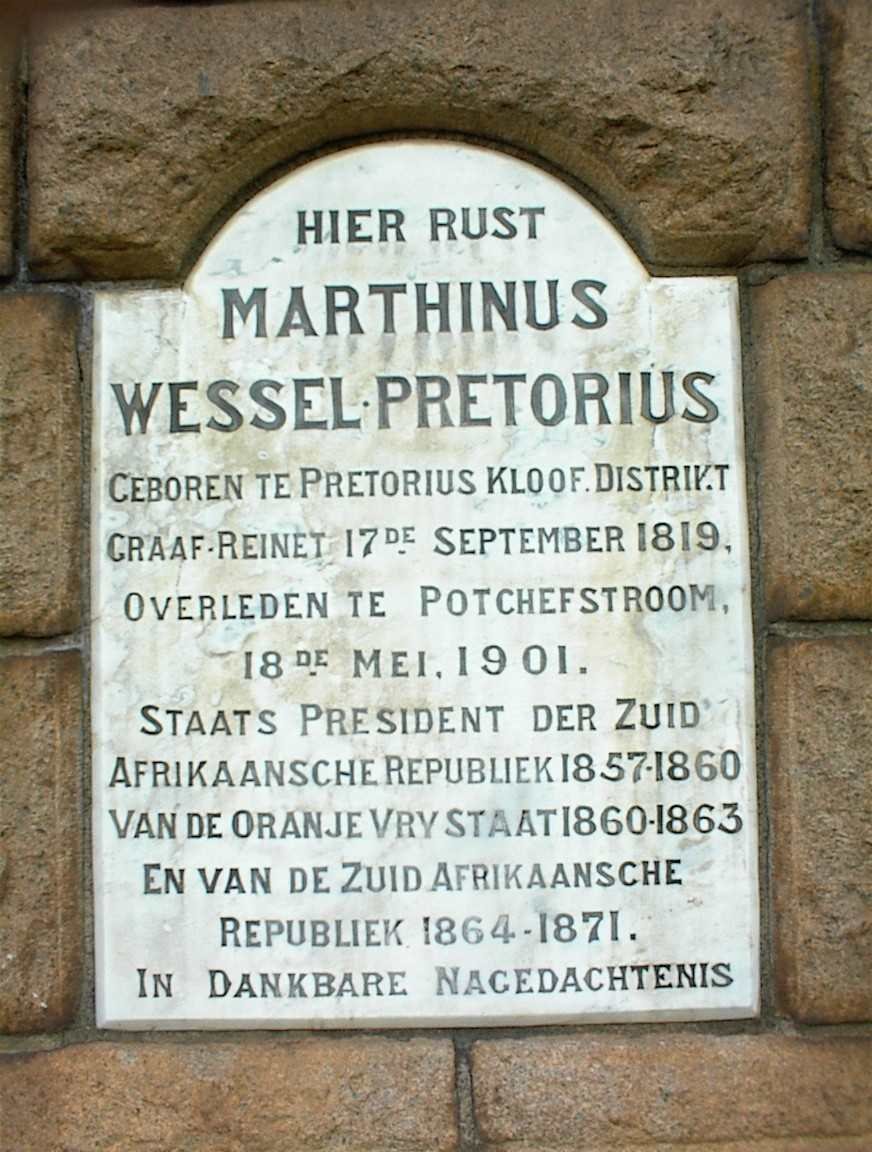 HIER RUST
MARTHINUS
WESSEL·PRETORIUS
GEBOREN TE PRETORIUS KLOOF. DISTRIKT
GRAAF-REINET 17DE SEPTEMBER 1819,
OVERLEDEN TE POTCHEFSTROOM,
18DE MEI, 1901.
STAATS PRESIDENT DER ZUID
AFRIKAANSCHE REPUBLIEK 1857-1860
VAN DE ORANJE VRY STAAT 1860-1863
EN VAN DE ZUID AFRIKAANSCHE
REPUBLIEK 1864-1871.
IN DANKBARE NAGEDACHTENIS